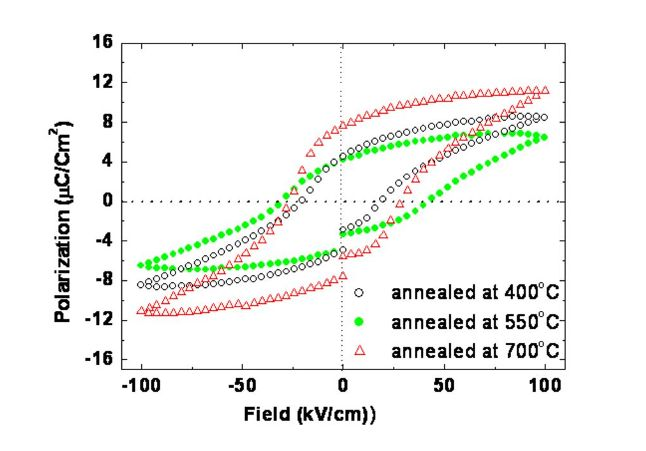 16
12
8
4
0
-4
-8
-12
-16
Polarization (µC/Cm²)
-100 -50 0 50 100
Field (kV/cm))
annealed at 400°C
annealed at 550°C
annealed at 700°C